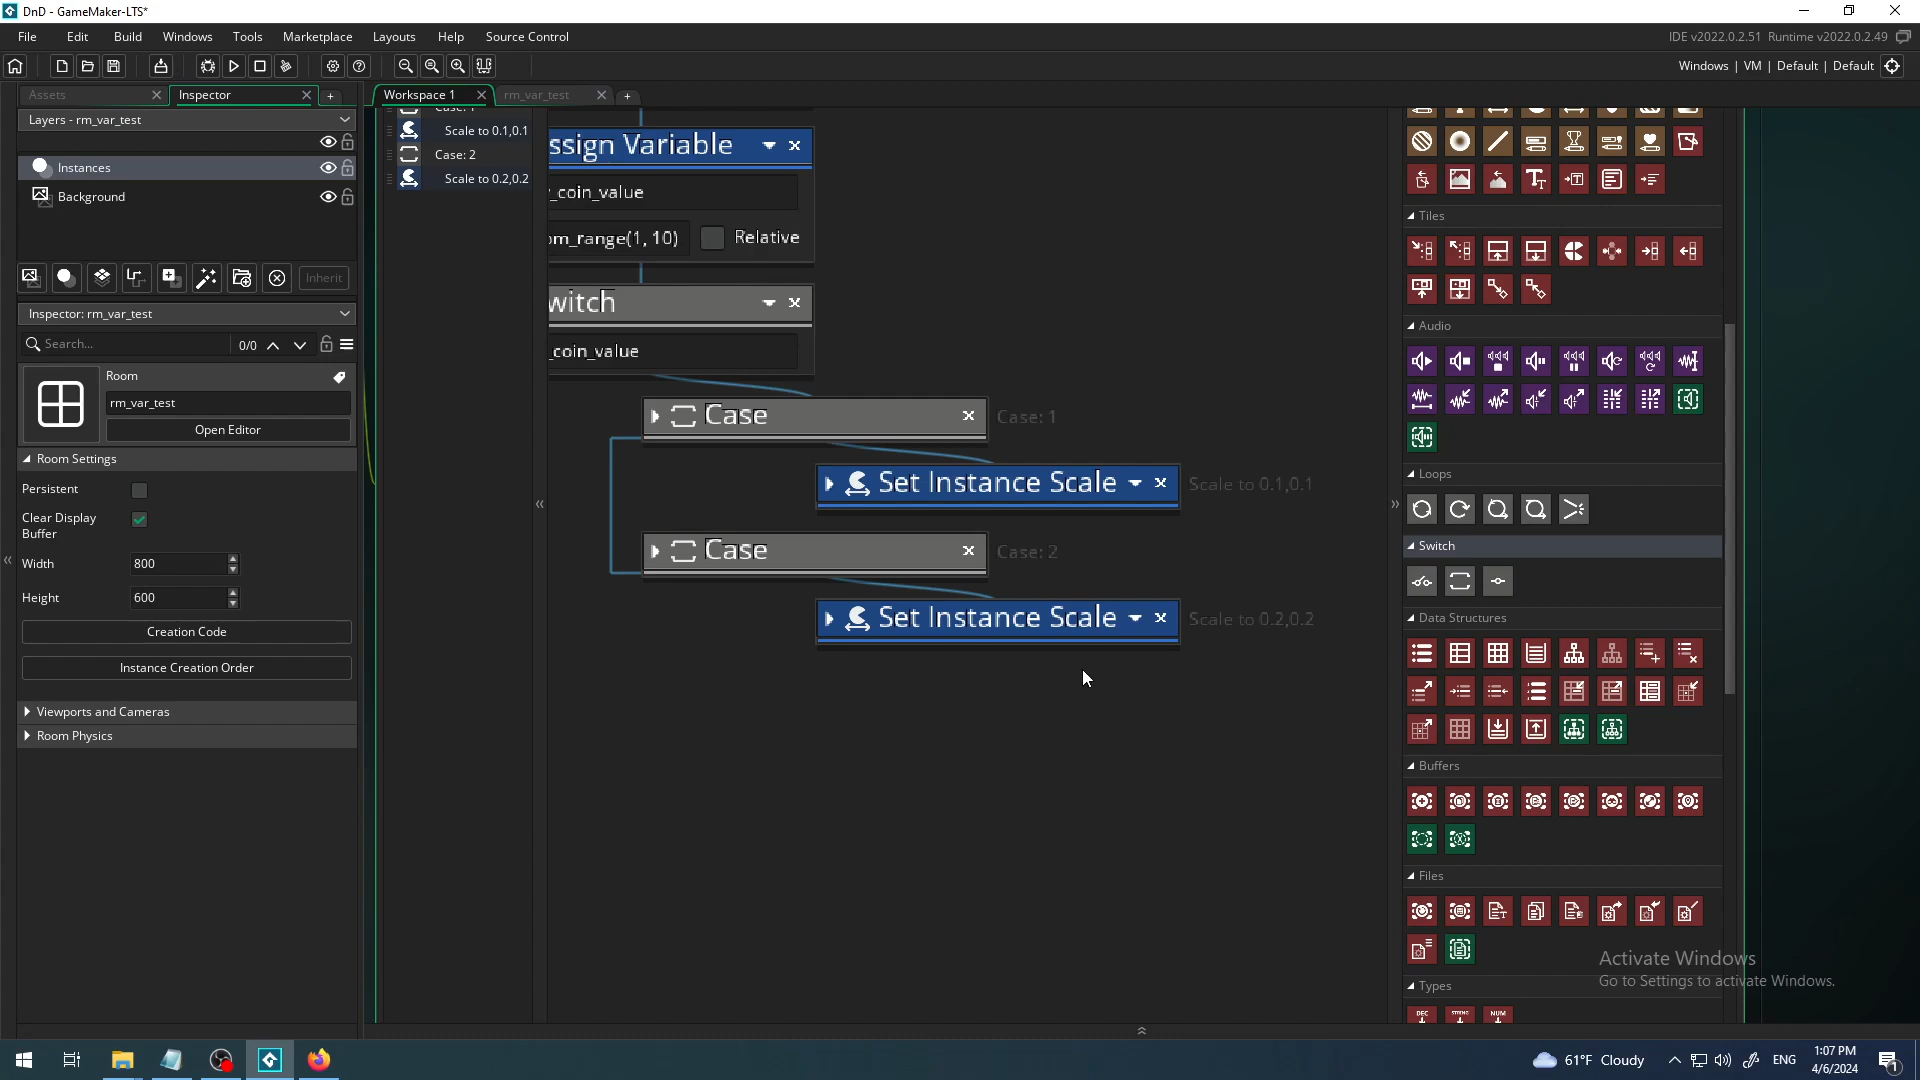 DnD - GameMaker-LTS*
File Edit Build Windows Tools Marketplace Layouts Help Source Control
IDE v2022.0.2.51 Runtime v2022.0.2.49
Windows | VM | Default | Default
Assets
Inspector
Workspace 1
rm_var_test
Layers - rm_var_test
Instances
Background
Inherit
Inspector: rm_var_test
Search...
0/0
Room
rm_var_test
Open Editor
Room Settings
Persistent
Clear Display
Buffer
Width
800
Height
600
Creation Code
Instance Creation Order
Viewports and Cameras
Room Physics
Scale to 0.1,0.1
Case: 2
Scale to 0.2,0.2
ssign Variable
_coin_value
om_range(1, 10)
Relative
witch
_coin_value
Case
Case: 1
Set Instance Scale
Scale to 0.1,0.1
Case
Case: 2
Set Instance Scale
Scale to 0.2,0.2
Tiles
Audio
Loops
Switch
Data Structures
Buffers
Files
Types
DEC
STRING
NUM
Activate Windows
Go to Settings to activate Windows.
61°F Cloudy
ENG
1:07 PM
4/6/2024
1